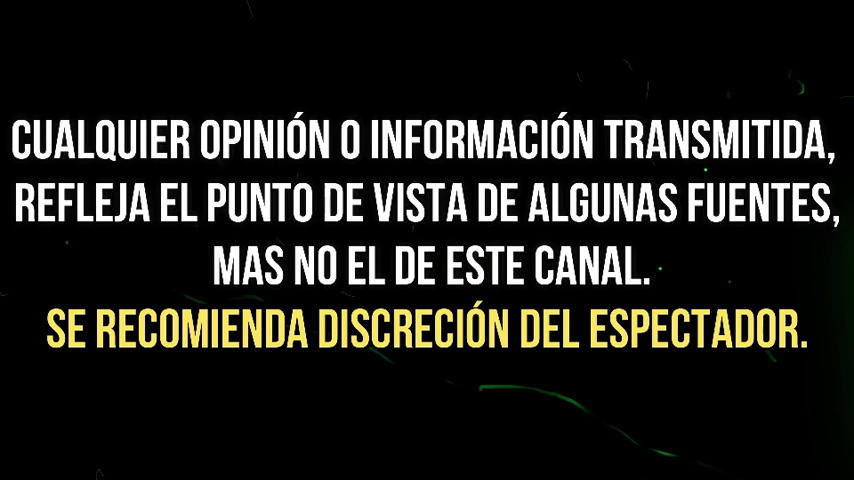 CUALQUIER OPINIÓN O INFORMACIÓN TRANSMITIDA,
REFLEJA EL PUNTO DE VISTA DE ALGUNAS FUENTES,
MAS NO EL DE ESTE CANAL.
SE RECOMIENDA DISCRECIÓN DEL ESPECTADOR.